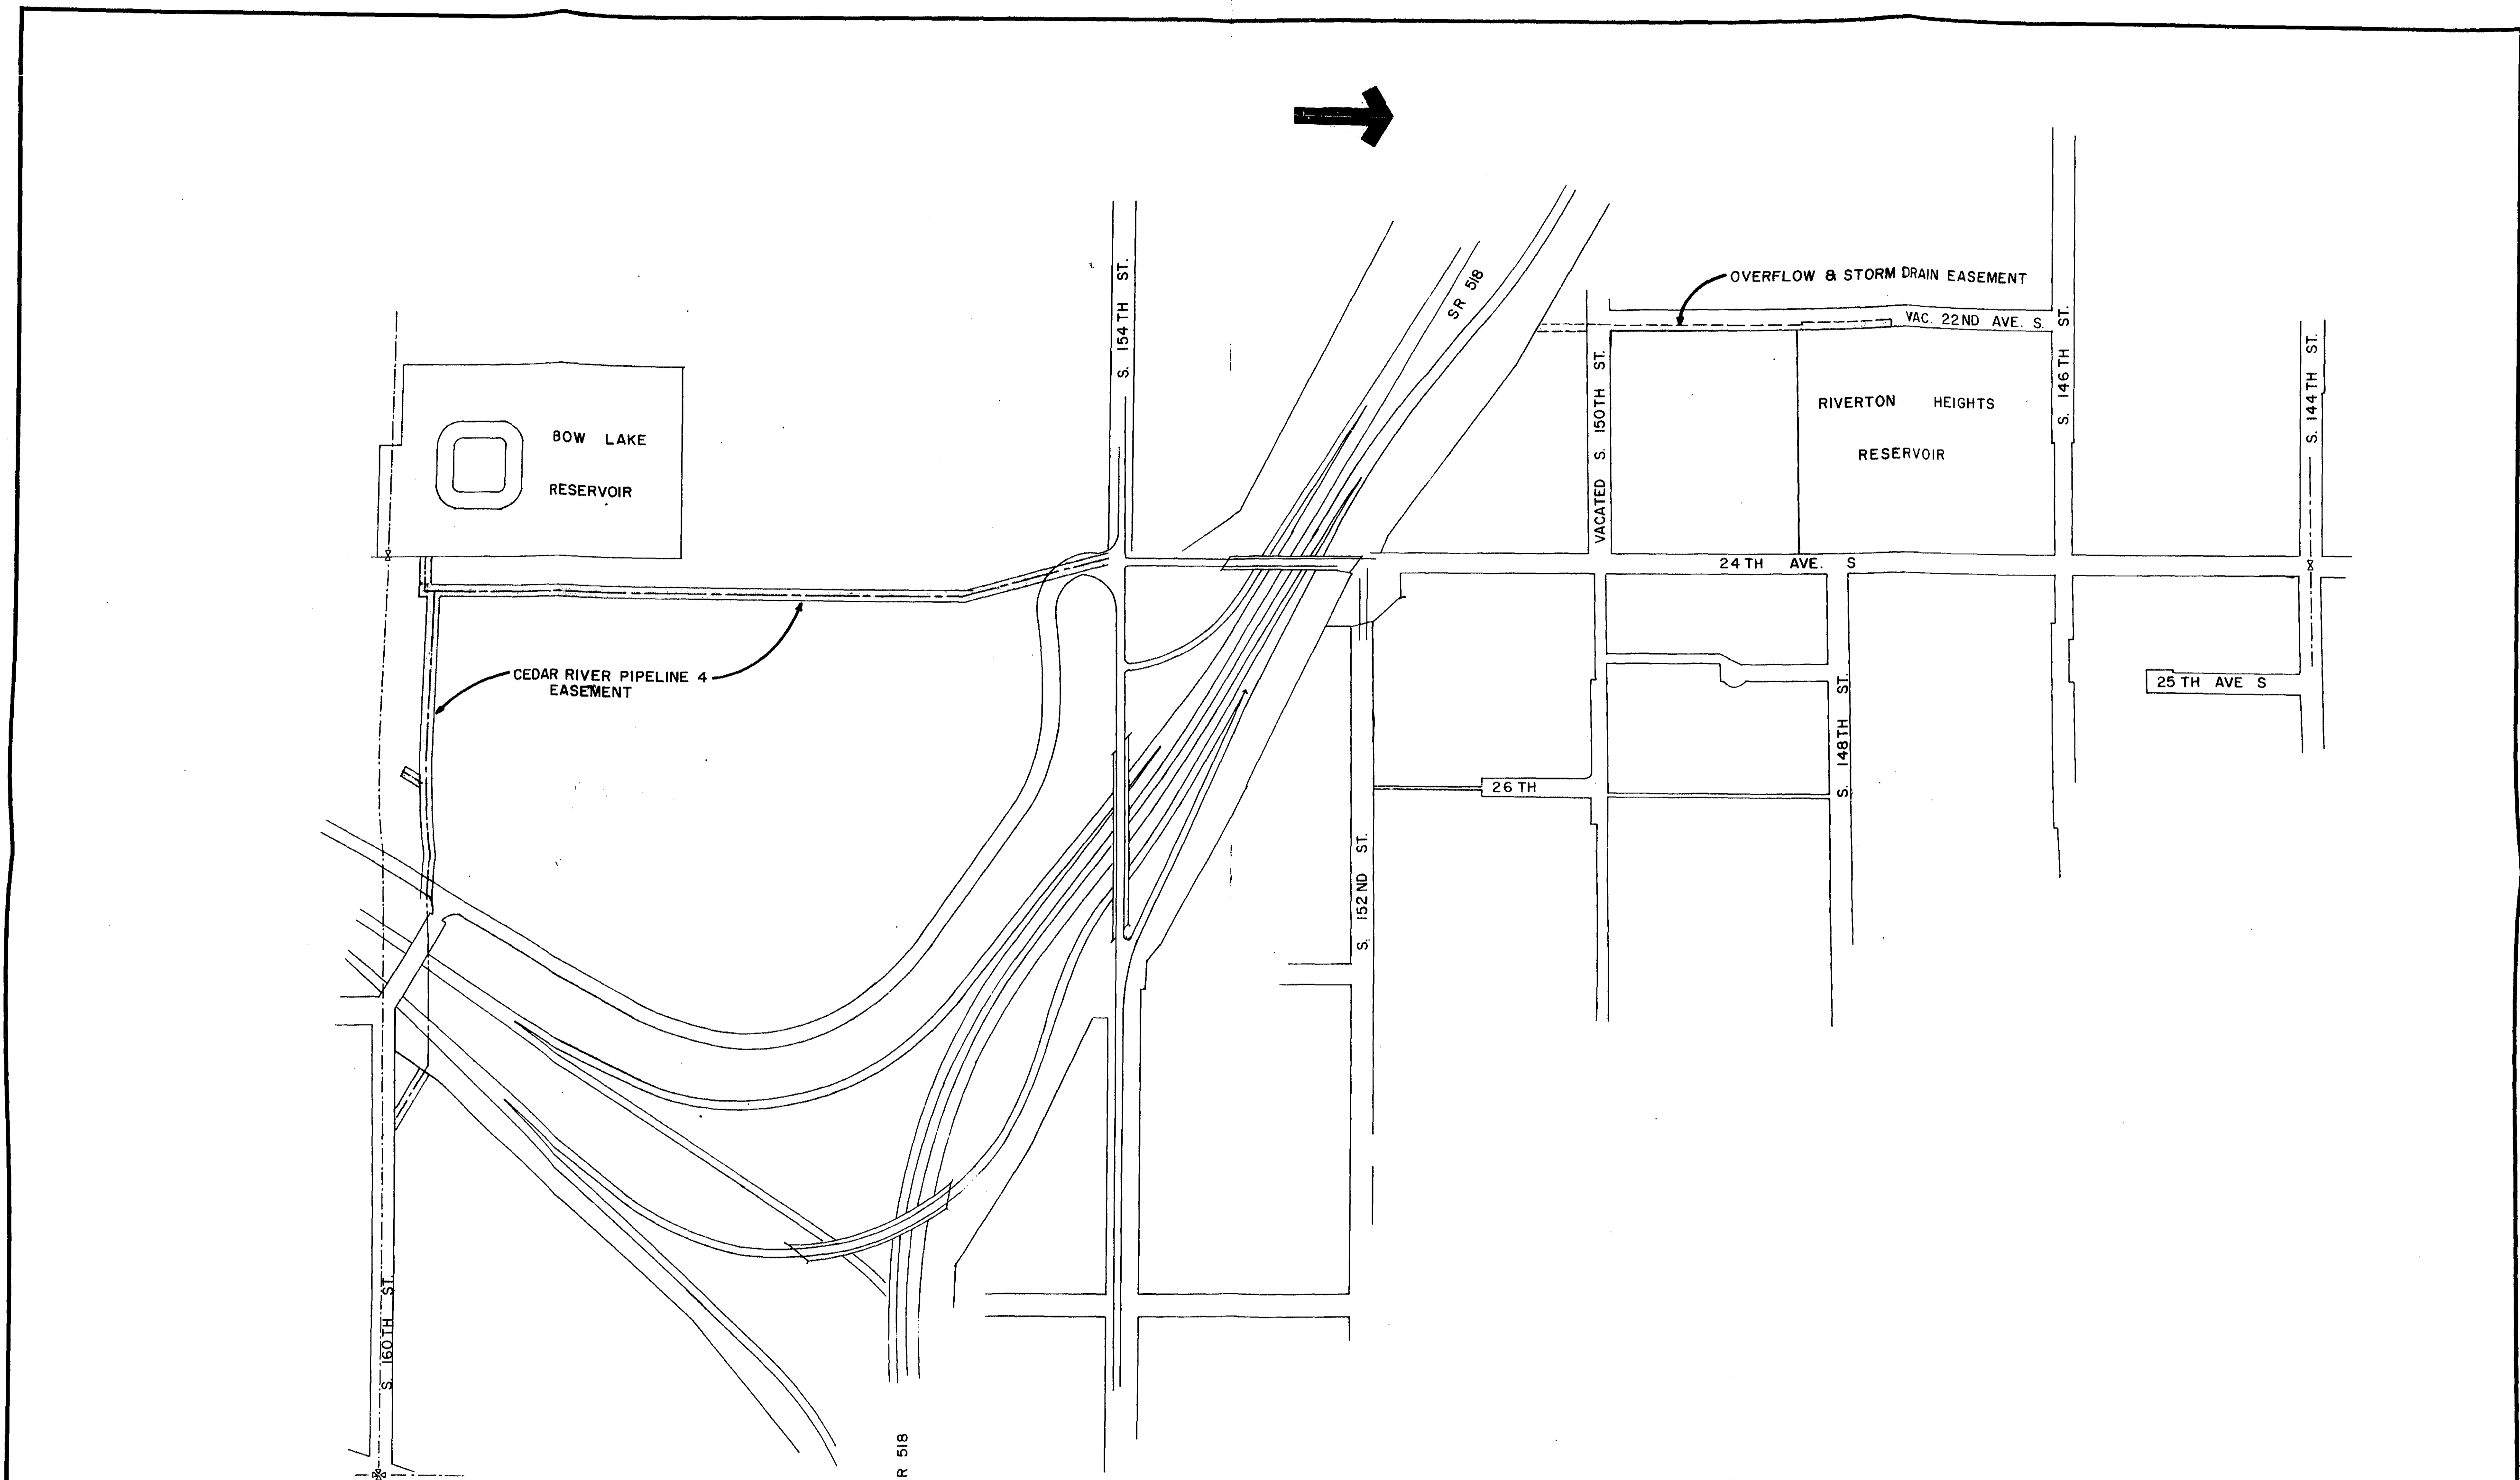 OVERFLOW & STORM DRAIN EASEMENT
SR 518
S. 154TH ST.
VAC. 22ND AVE. S.
S. 146TH ST.
S. 144TH ST.
VACATED S. 150TH ST.
RIVERTON HEIGHTS
RESERVOIR
BOW LAKE
RESERVOIR
24TH AVE. S
CEDAR RIVER PIPELINE 4
EASEMENT
25TH AVE S
S. 148TH ST.
26TH
S. 152ND ST.
S. 160TH ST.
R 518